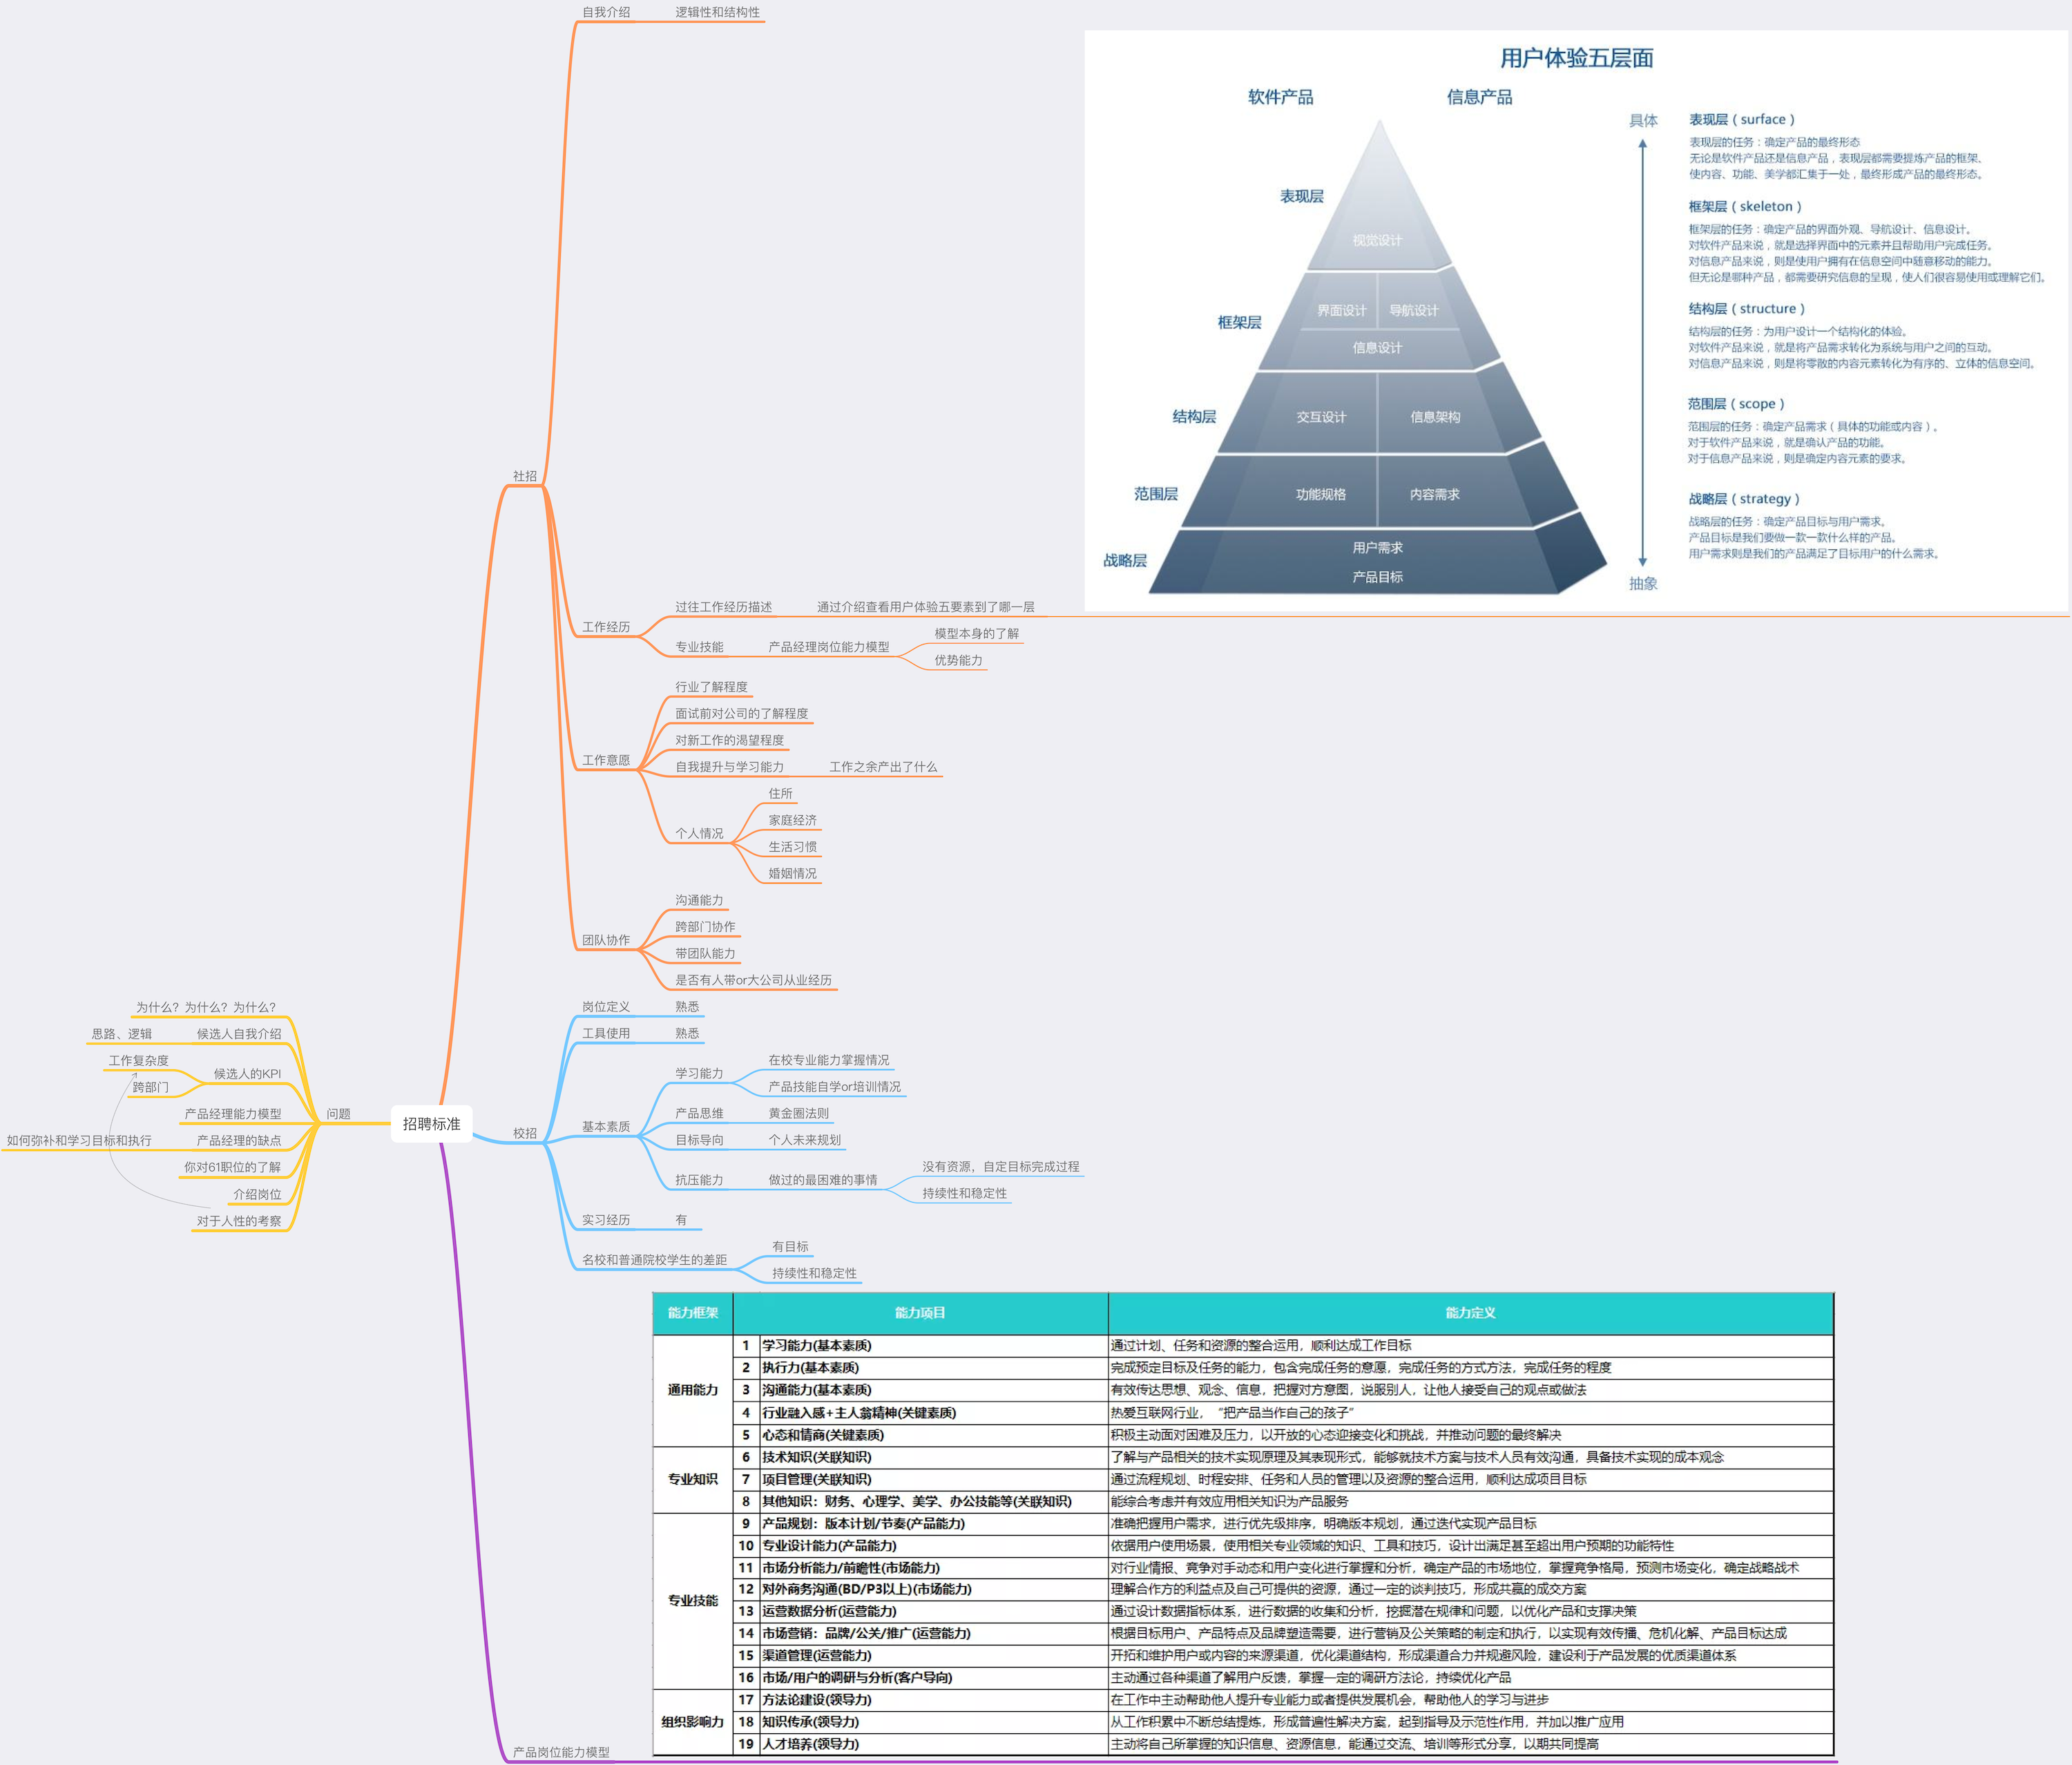 自我介绍
逻辑性和结构性
用户体验五层面
软件产品
信息产品
具体
抽象
表现层
视觉设计
框架层
界面设计
导航设计
信息设计
结构层
交互设计
信息架构
范围层
功能规格
内容需求
战略层
用户需求
产品目标
表现层（surface）
表现层的任务：确定产品的最终形态
无论是软件产品还是信息产品，表现层都需要提炼产品的框架、
使内容、功能、美学都汇集于一处，最终形成产品的最终形态。
框架层（skeleton）
框架层的任务：确定产品的界面外观、导航设计、信息设计。
对软件产品来说，就是选择界面中的元素并且帮助用户完成任务。
对信息产品来说，则是使用户拥有在信息空间中随意移动的能力。
但无论是哪种产品，都需要研究信息的呈现，使人们很容易使用或理解它们。
结构层（structure）
结构层的任务：为用户设计一个结构化的体验。
对软件产品来说，就是将产品需求转化为系统与用户之间的互动。
对信息产品来说，则是将零散的内容元素转化为有序的、立体的信息空间。
范围层（scope）
范围层的任务：确定产品需求（具体的功能或内容）。
对于软件产品来说，就是确认产品的功能。
对于信息产品来说，则是确定内容元素的要求。
战略层（strategy）
战略层的任务：确定产品目标与用户需求。
产品目标是我们要做一款一款什么样的产品。
用户需求则是我们的产品满足了目标用户的什么需求。
社招
工作经历
过往工作经历描述
通过介绍查看用户体验五要素到了哪一层
专业技能
产品经理岗位能力模型
模型本身的了解
优势能力
工作意愿
行业了解程度
面试前对公司的了解程度
对新工作的渴望程度
自我提升与学习能力
工作之余产出了什么
个人情况
住所
家庭经济
生活习惯
婚姻情况
团队协作
沟通能力
跨部门协作
带团队能力
是否有人带or大公司从业经历
招聘标准
问题
为什么？为什么？为什么？
候选人自我介绍
思路、逻辑
候选人的KPI
工作复杂度
跨部门
产品经理能力模型
产品经理的缺点
如何弥补和学习目标和执行
你对61职位的了解
介绍岗位
对于人性的考察
校招
岗位定义
熟悉
工具使用
熟悉
基本素质
学习能力
在校专业能力掌握情况
产品技能自学or培训情况
产品思维
黄金圈法则
目标导向
个人未来规划
抗压能力
做过的最困难的事情
没有资源，自定目标完成过程
持续性和稳定性
实习经历
有
名校和普通院校学生的差距
有目标
持续性和稳定性
产品岗位能力模型
能力框架 能力项目 能力定义
通用能力
1 学习能力(基本素质) 通过计划、任务和资源的整合运用，顺利达成工作目标
2 执行力(基本素质) 完成预定目标及任务的能力，包含完成任务的意愿，完成任务的方式方法，完成任务的程度
3 沟通能力(基本素质) 有效传达思想、观念、信息，把握对方意图，说服别人，让他人接受自己的观点或做法
4 行业融入感+主人翁精神(关键素质) 热爱互联网行业，“把产品当作自己的孩子”
5 心态和情商(关键素质) 积极主动面对困难及压力，以开放的心态迎接变化和挑战，并推动问题的最终解决
专业知识
6 技术知识(关联知识) 了解与产品相关的技术实现原理及其表现形式，能够就技术方案与技术人员有效沟通，具备技术实现的成本观念
7 项目管理(关联知识) 通过流程规划、时程安排、任务和人员的管理以及资源的整合运用，顺利达成项目目标
8 其他知识：财务、心理学、美学、办公技能等(关联知识) 能综合考虑并有效应用相关知识为产品服务
专业技能
9 产品规划：版本计划/节奏(产品能力) 准确把握用户需求，进行优先级排序，明确版本规划，通过迭代实现产品目标
10 专业设计能力(产品能力) 依据用户使用场景，使用相关专业领域的知识、工具和技巧，设计出满足甚至超出用户预期的功能特性
11 市场分析能力/前瞻性(市场能力) 对行业情报、竞争对手动态和用户变化进行掌握和分析，确定产品的市场地位，掌握竞争格局，预测市场变化，确定战略战术
12 对外商务沟通(BD/P3以上)(市场能力) 理解合作方的利益点及自己可提供的资源，通过一定的谈判技巧，形成共赢的成交方案
13 运营数据分析(运营能力) 通过设计数据指标体系，进行数据的收集和分析，挖掘潜在规律和问题，以优化产品和支撑决策
14 市场营销：品牌/公关/推广(运营能力) 根据目标用户、产品特点及品牌塑造需要，进行营销及公关策略的制定和执行，以实现有效传播、危机化解、产品目标达成
15 渠道管理(运营能力) 开拓和维护用户或内容的来源渠道，优化渠道结构，形成渠道合力并规避风险，建设利于产品发展的优质渠道体系
16 市场/用户的调研与分析(客户导向) 主动通过各种渠道了解用户反馈，掌握一定的调研方法论，持续优化产品
组织影响力
17 方法论建设(领导力) 在工作中主动帮助他人提升专业能力或者提供发展机会，帮助他人的学习与进步
18 知识传承(领导力) 从工作积累中不断总结提炼，形成普遍性解决方案，起到指导及示范性作用，并加以推广应用
19 人才培养(领导力) 主动将自己所掌握的知识信息、资源信息，能通过交流、培训等形式分享，以期共同提高